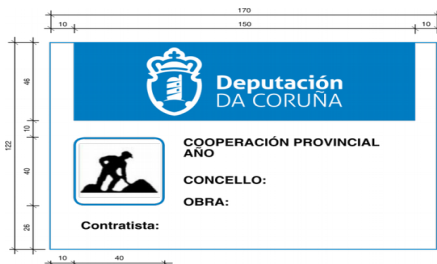 170
10 150 10
46
Deputación
DA CORUÑA
10
122
COOPERACIÓN PROVINCIAL
AÑO
40
CONCELLO:
OBRA:
26
Contratista:
10 40